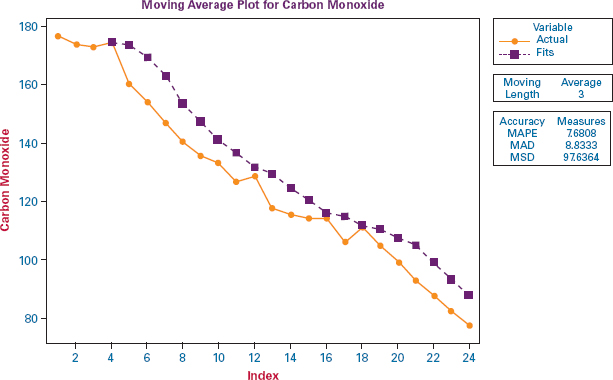 Moving Average Plot for Carbon Monoxide
180
160
140
120
100
80
Carbon Monoxide
2 4 6 8 10 12 14 16 18 20 22 24
Index
Variable
Actual
Fits
Moving Average
Length 3
Accuracy Measures
MAPE 7.6808
MAD 8.8333
MSD 97.6364